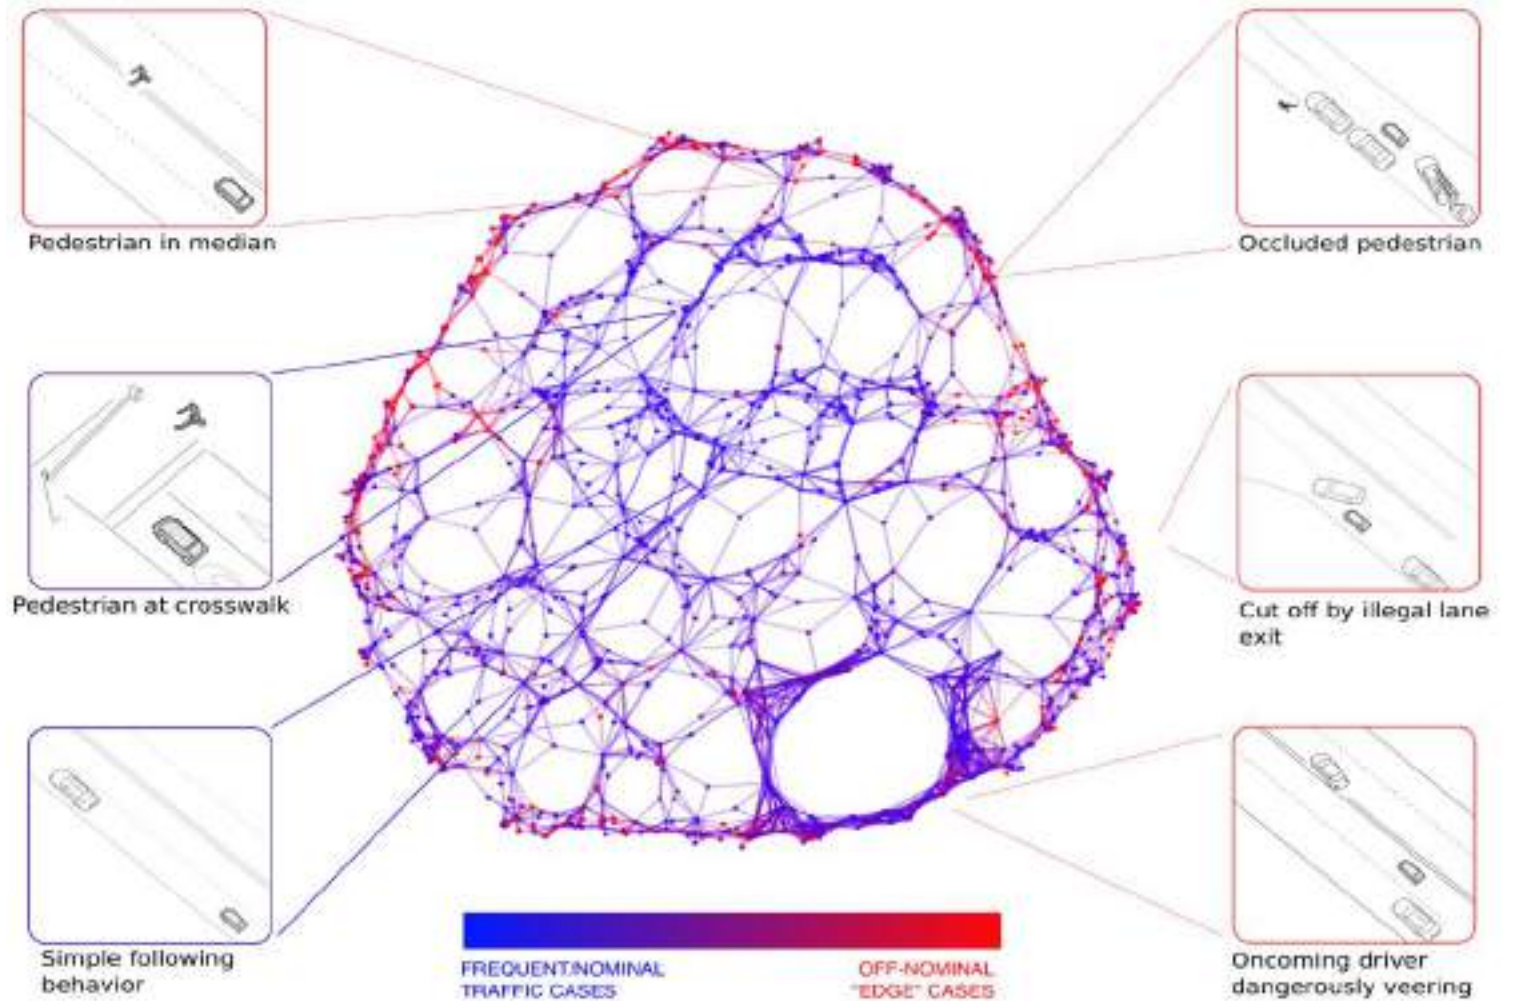 Pedestrian in median
Occluded pedestrian
Pedestrian at crosswalk
Cut off by illegal lane
exit
Simple following
behavior
FREQUENT/NOMINAL
TRAFFIC CASES
OFF-NOMINAL
"EDGE" CASES
Oncoming driver
dangerously veering